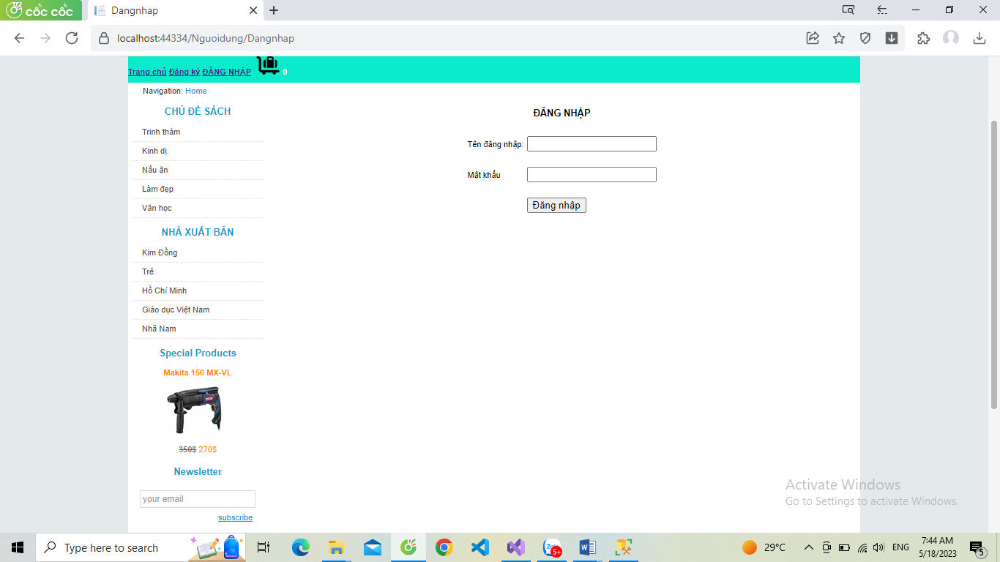 cốc cốc
Dangnhap
localhost:44334/Nguoidung/Dangnhap
Trang chủ Đăng ký ĐĂNG NHẬP 0
Navigation: Home
CHỦ ĐỀ SÁCH
Trinh thám
Kinh dị
Nấu ăn
Làm đẹp
Văn học
NHÀ XUẤT BẢN
Kim Đồng
Trẻ
Hồ Chí Minh
Giáo dục Việt Nam
Nhã Nam
Special Products
Makita 156 MX-VL
350$ 270$
Newsletter
your email
subscribe
ĐĂNG NHẬP
Tên đăng nhập:
Mật khẩu
Đăng nhập
Activate Windows
Go to Settings to activate Windows.
Type here to search
5+
29°C
ENG
7:44 AM
5/18/2023
5